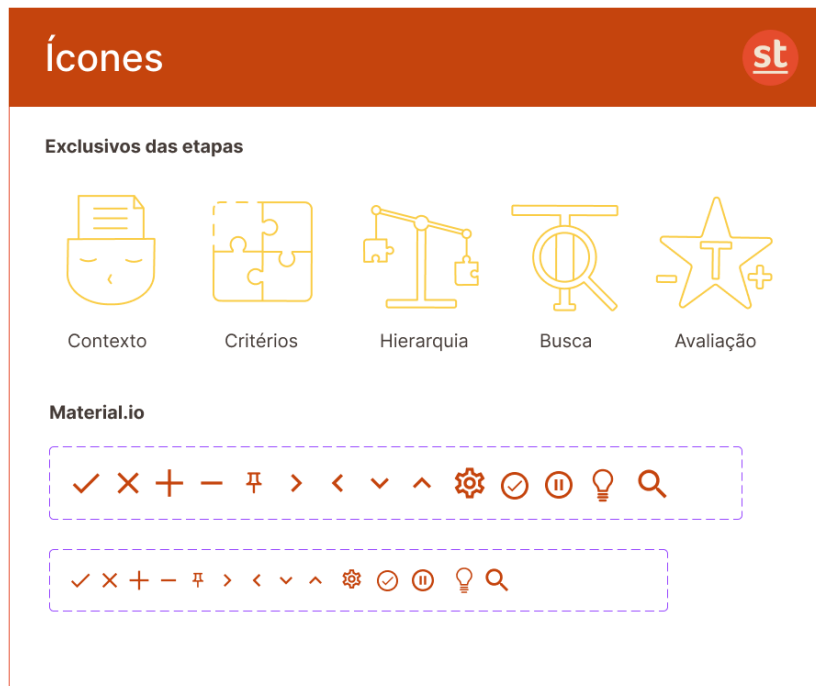 Ícones
st
Exclusivos das etapas
T
Contexto
Critérios
Hierarquia
Busca
Avaliação
Material.io